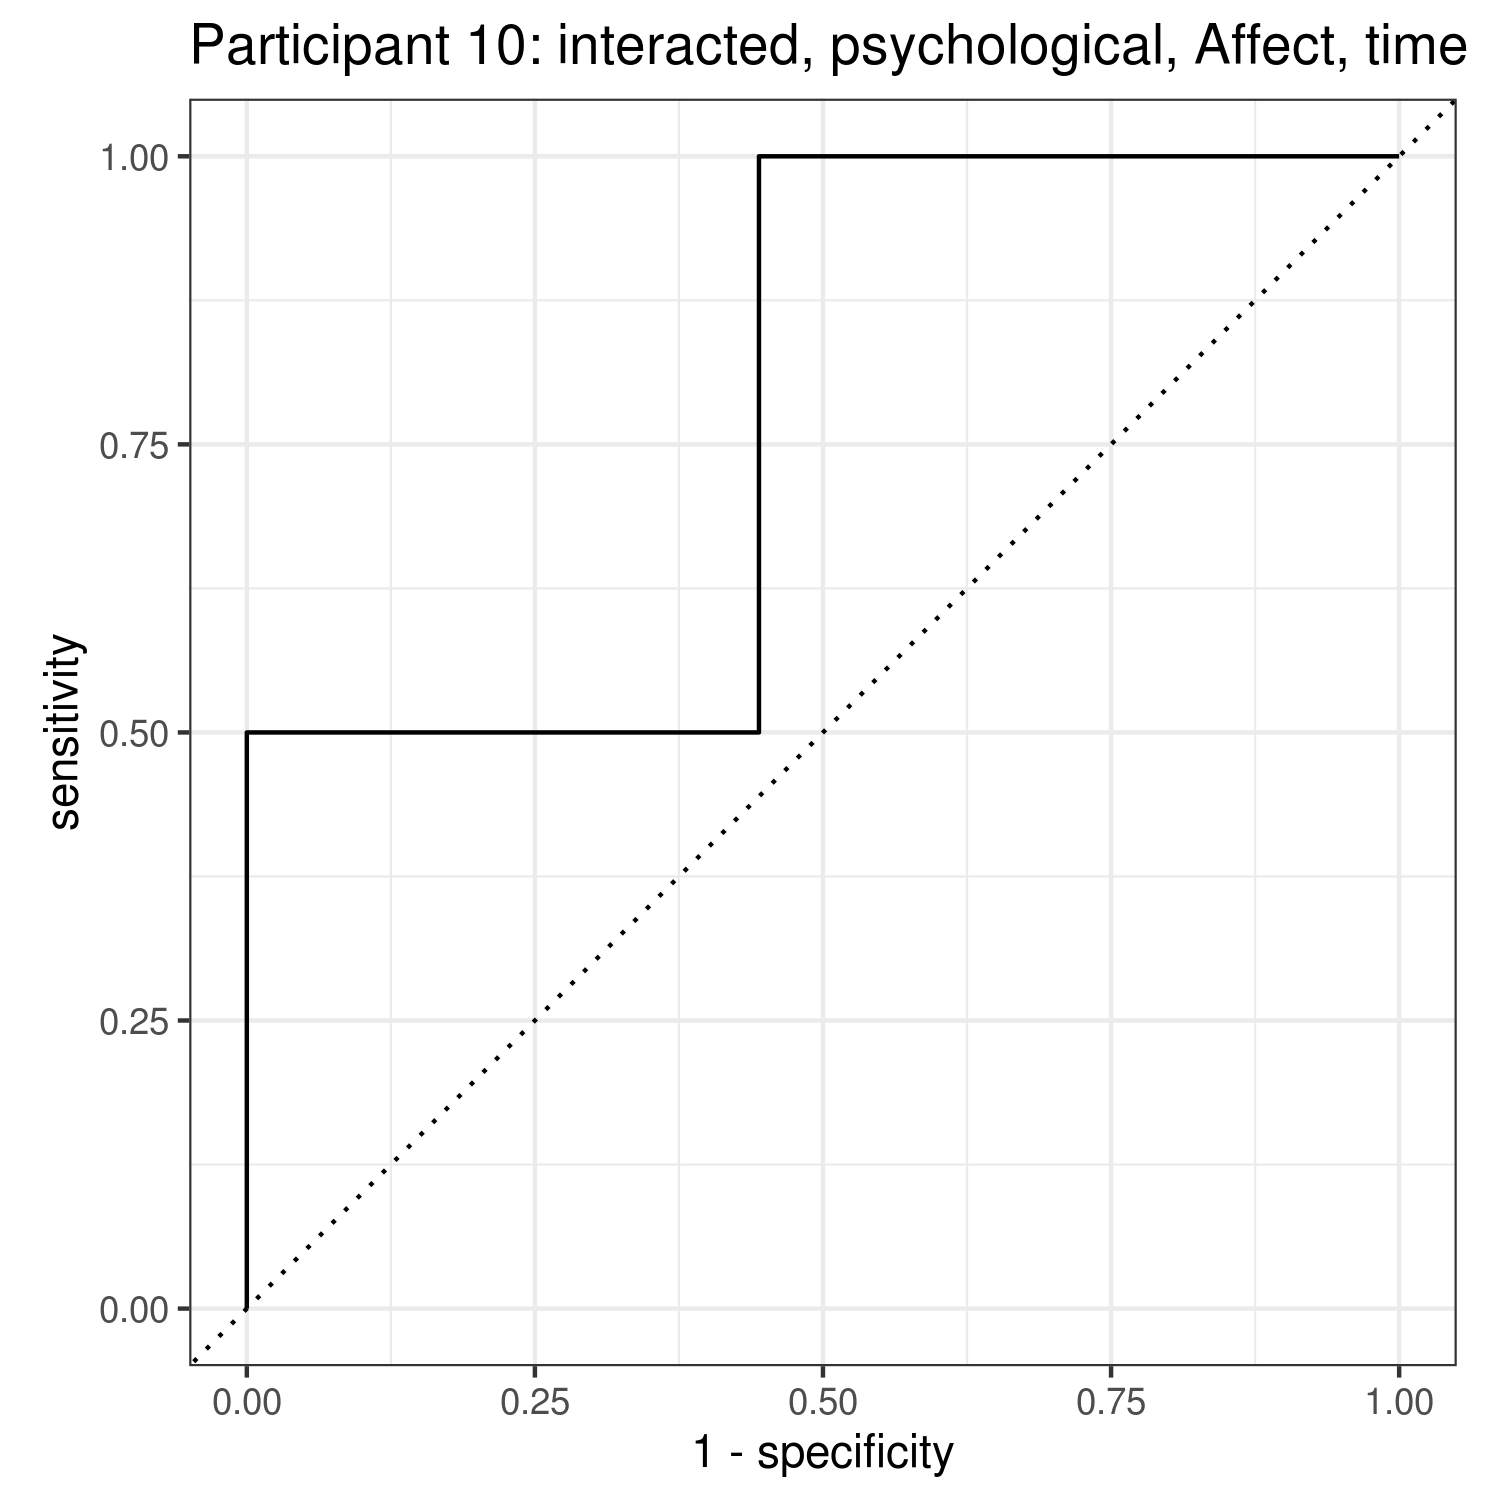 Participant 10: interacted, psychological, Affect, time
1.00
0.75
0.50
0.25
0.00
sensitivity
0.00 0.25 0.50 0.75 1.00
1 - specificity